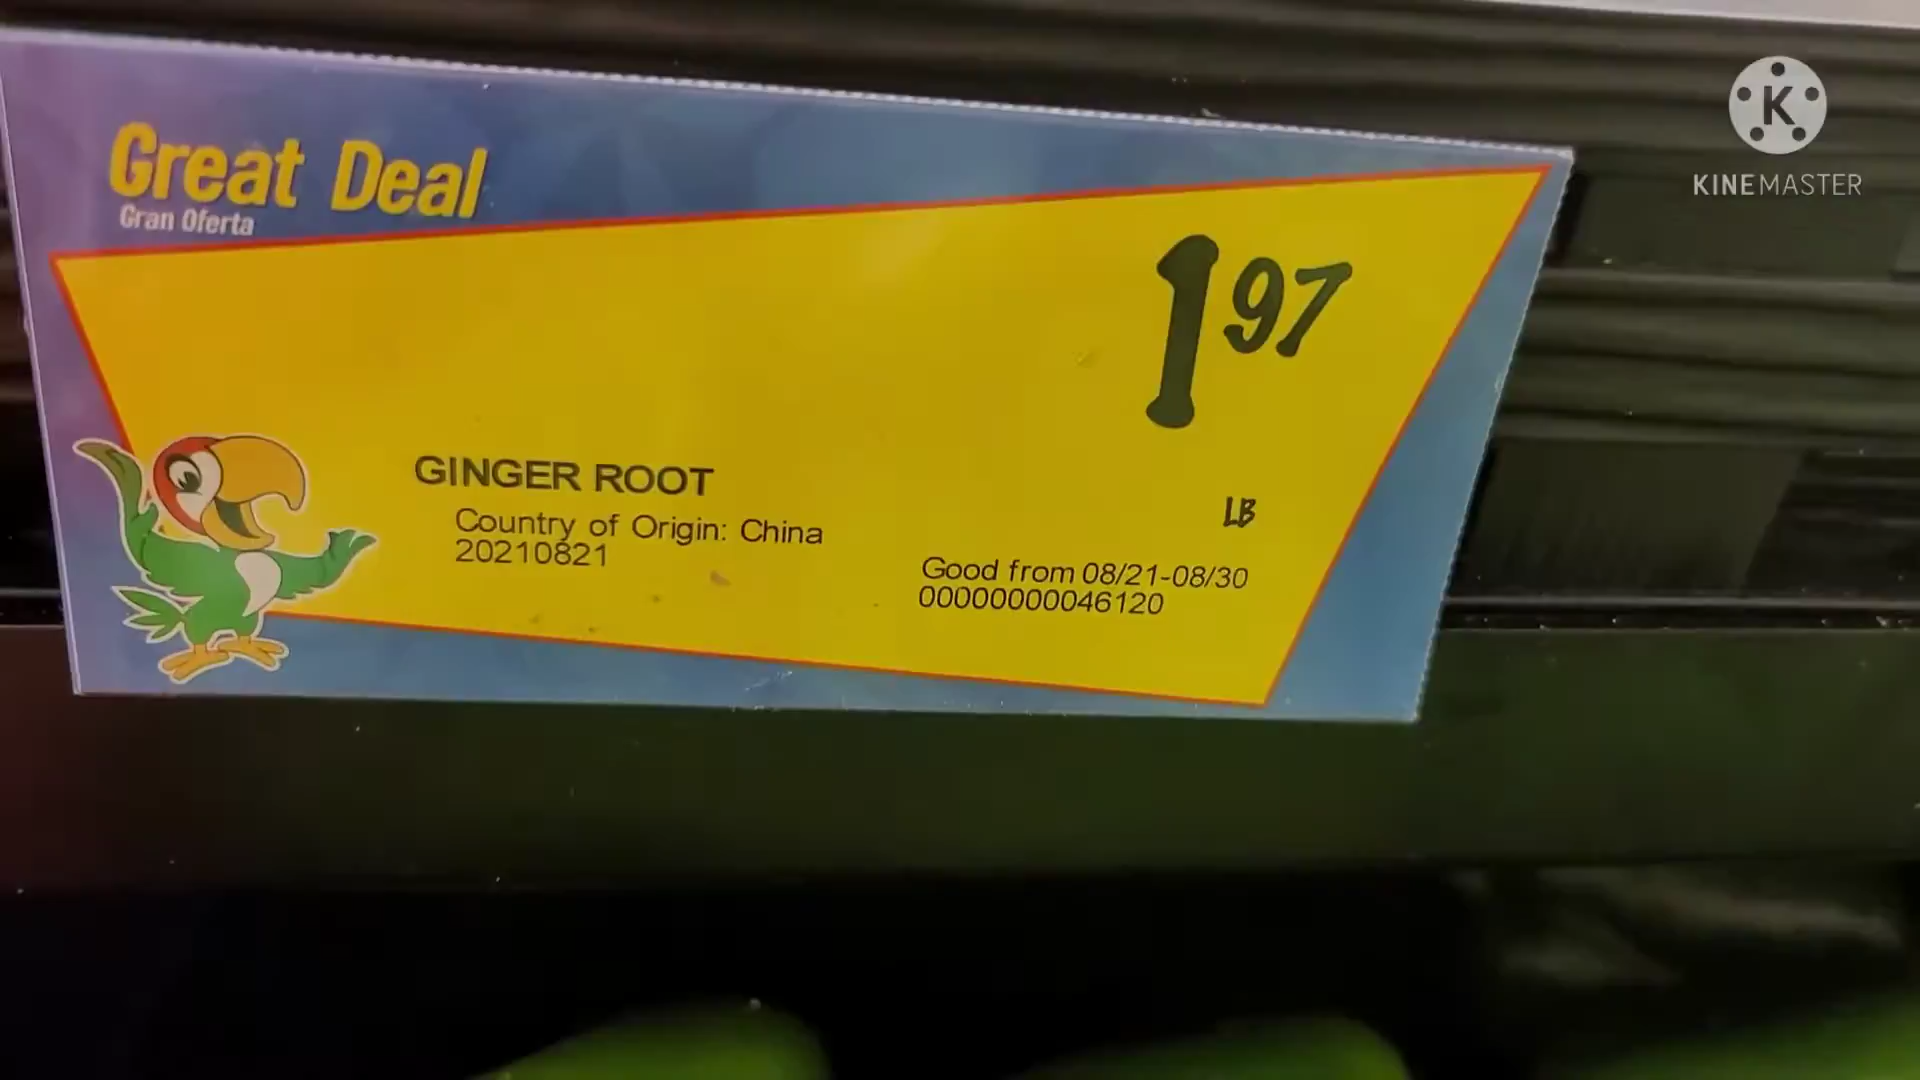 Great Deal
Gran Oferta
1 97
GINGER ROOT
LB
Country of Origin: China
20210821
Good from 08/21-08/30
00000000046120
K
KINEMASTER